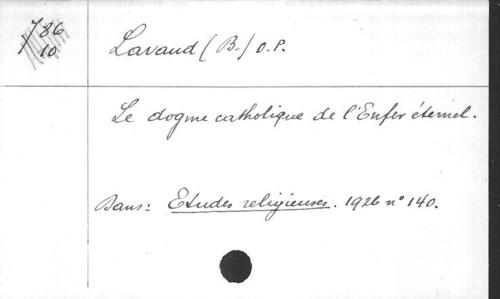 786
10
Lavaud (B.) O.P.
Le dogme catholique de l'Enfer éternel.
Dans: Etudes religieuses. 1926 n° 140.